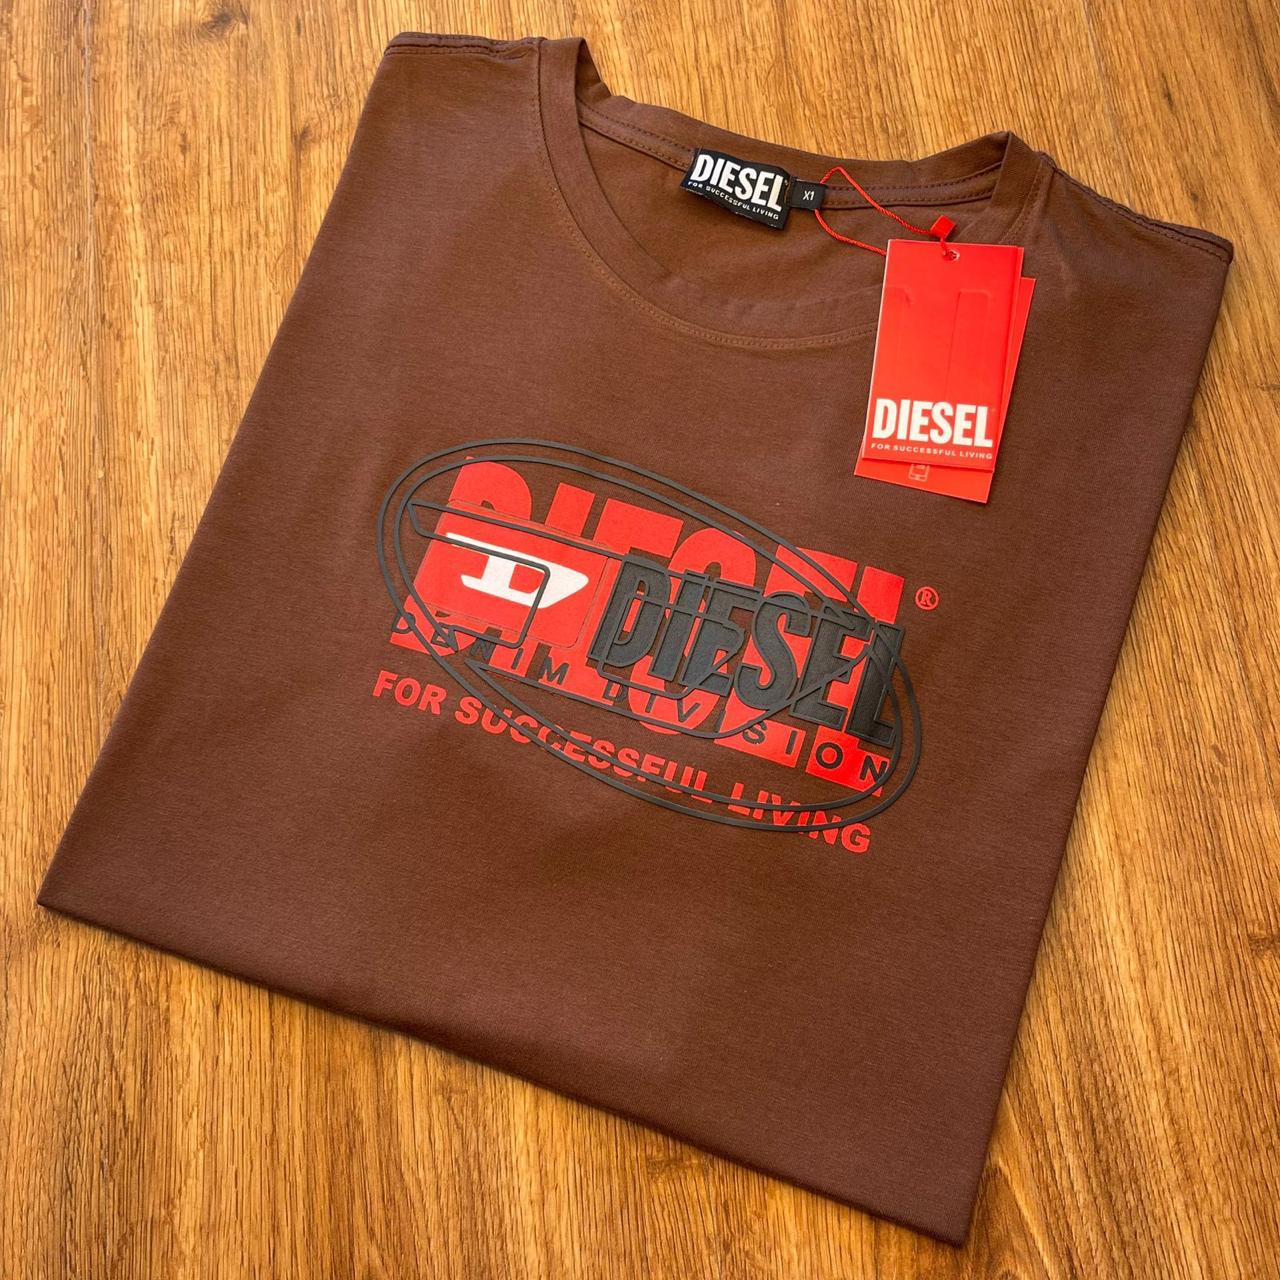 DIESEL
FOR SUCCESSFUL LIVING
X1
DIESEL
FOR SUCCESSFUL LIVING
DIESEL ®
D DIESEL
DENIM DIVISION
FOR SUCCESSFUL LIVING